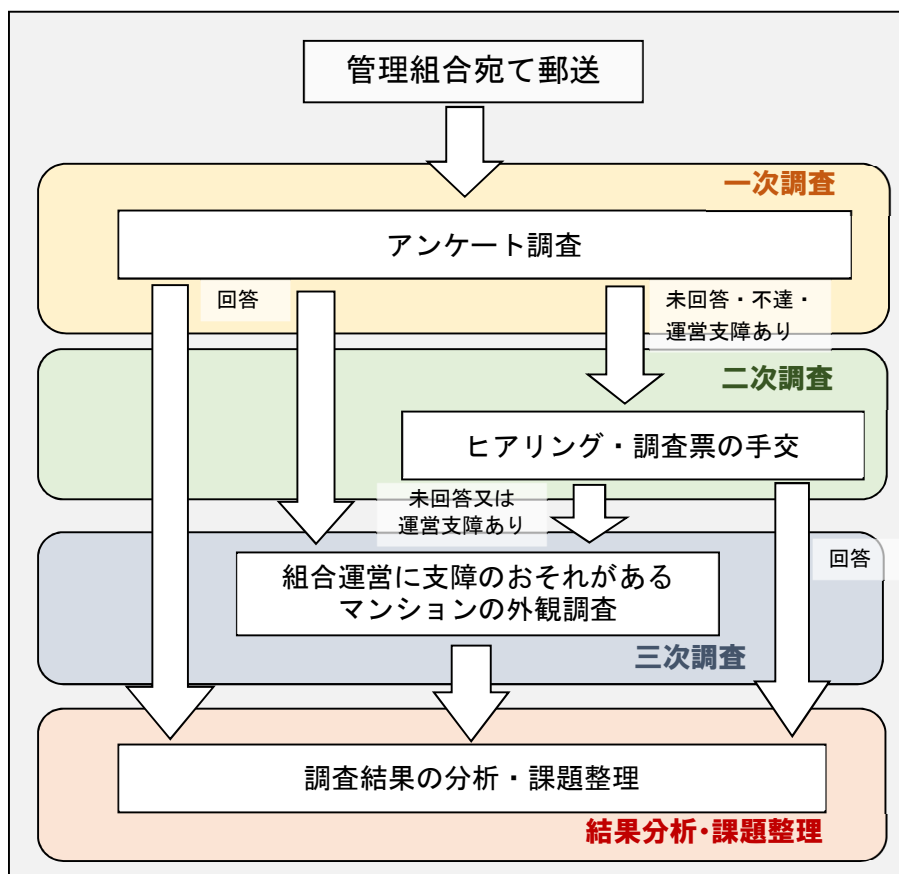 管理組合宛て郵送
一次調査
アンケート調査
回答
未回答・不達・
運営支障あり
二次調査
ヒアリング・調査票の手交
未回答又は
運営支障あり
回答
組合運営に支障のおそれがある
マンションの外観調査
三次調査
調査結果の分析・課題整理
結果分析・課題整理